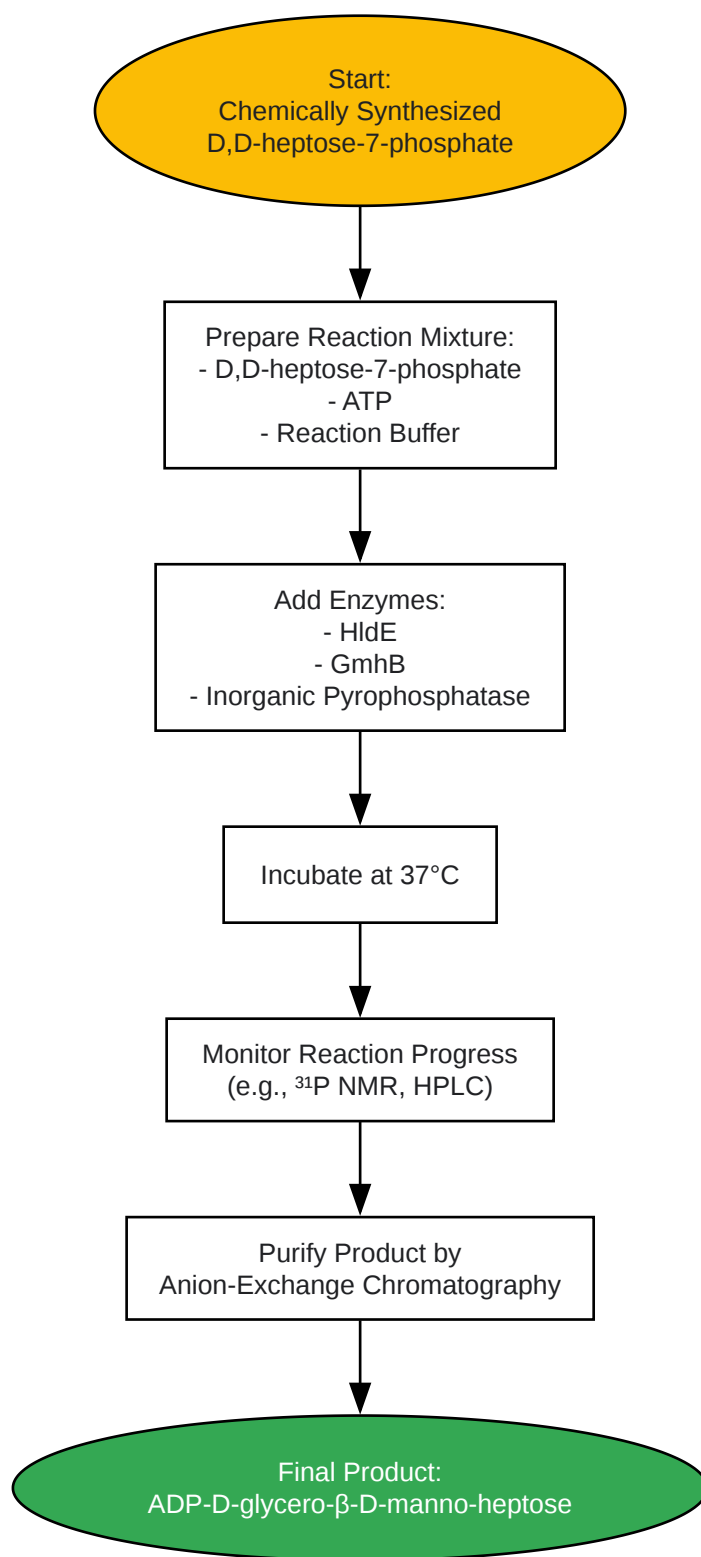 Start:
Chemically Synthesized
D,D-heptose-7-phosphate
Prepare Reaction Mixture:
- D,D-heptose-7-phosphate
- ATP
- Reaction Buffer
Add Enzymes:
- HldE
- GmhB
- Inorganic Pyrophosphatase
Incubate at 37°C
Monitor Reaction Progress
(e.g., ³¹P NMR, HPLC)
Purify Product by
Anion-Exchange Chromatography
Final Product:
ADP-D-glycero-β-D-manno-heptose